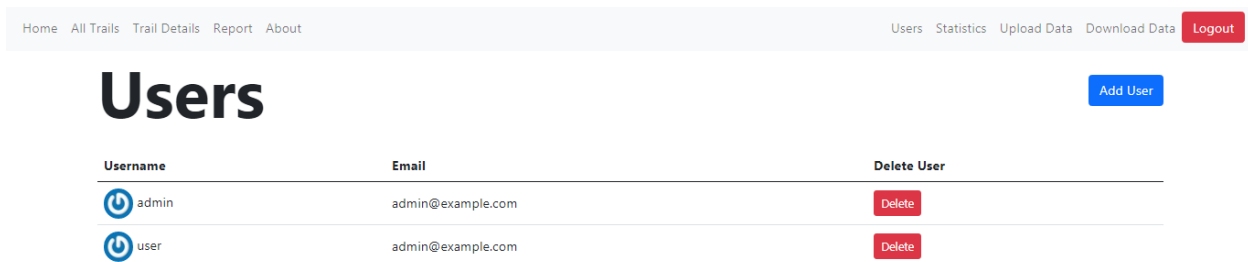 Home All Trails Trail Details Report About Users Statistics Upload Data Download Data Logout
Users Add User
Username Email Delete User
admin admin@example.com Delete
user admin@example.com Delete